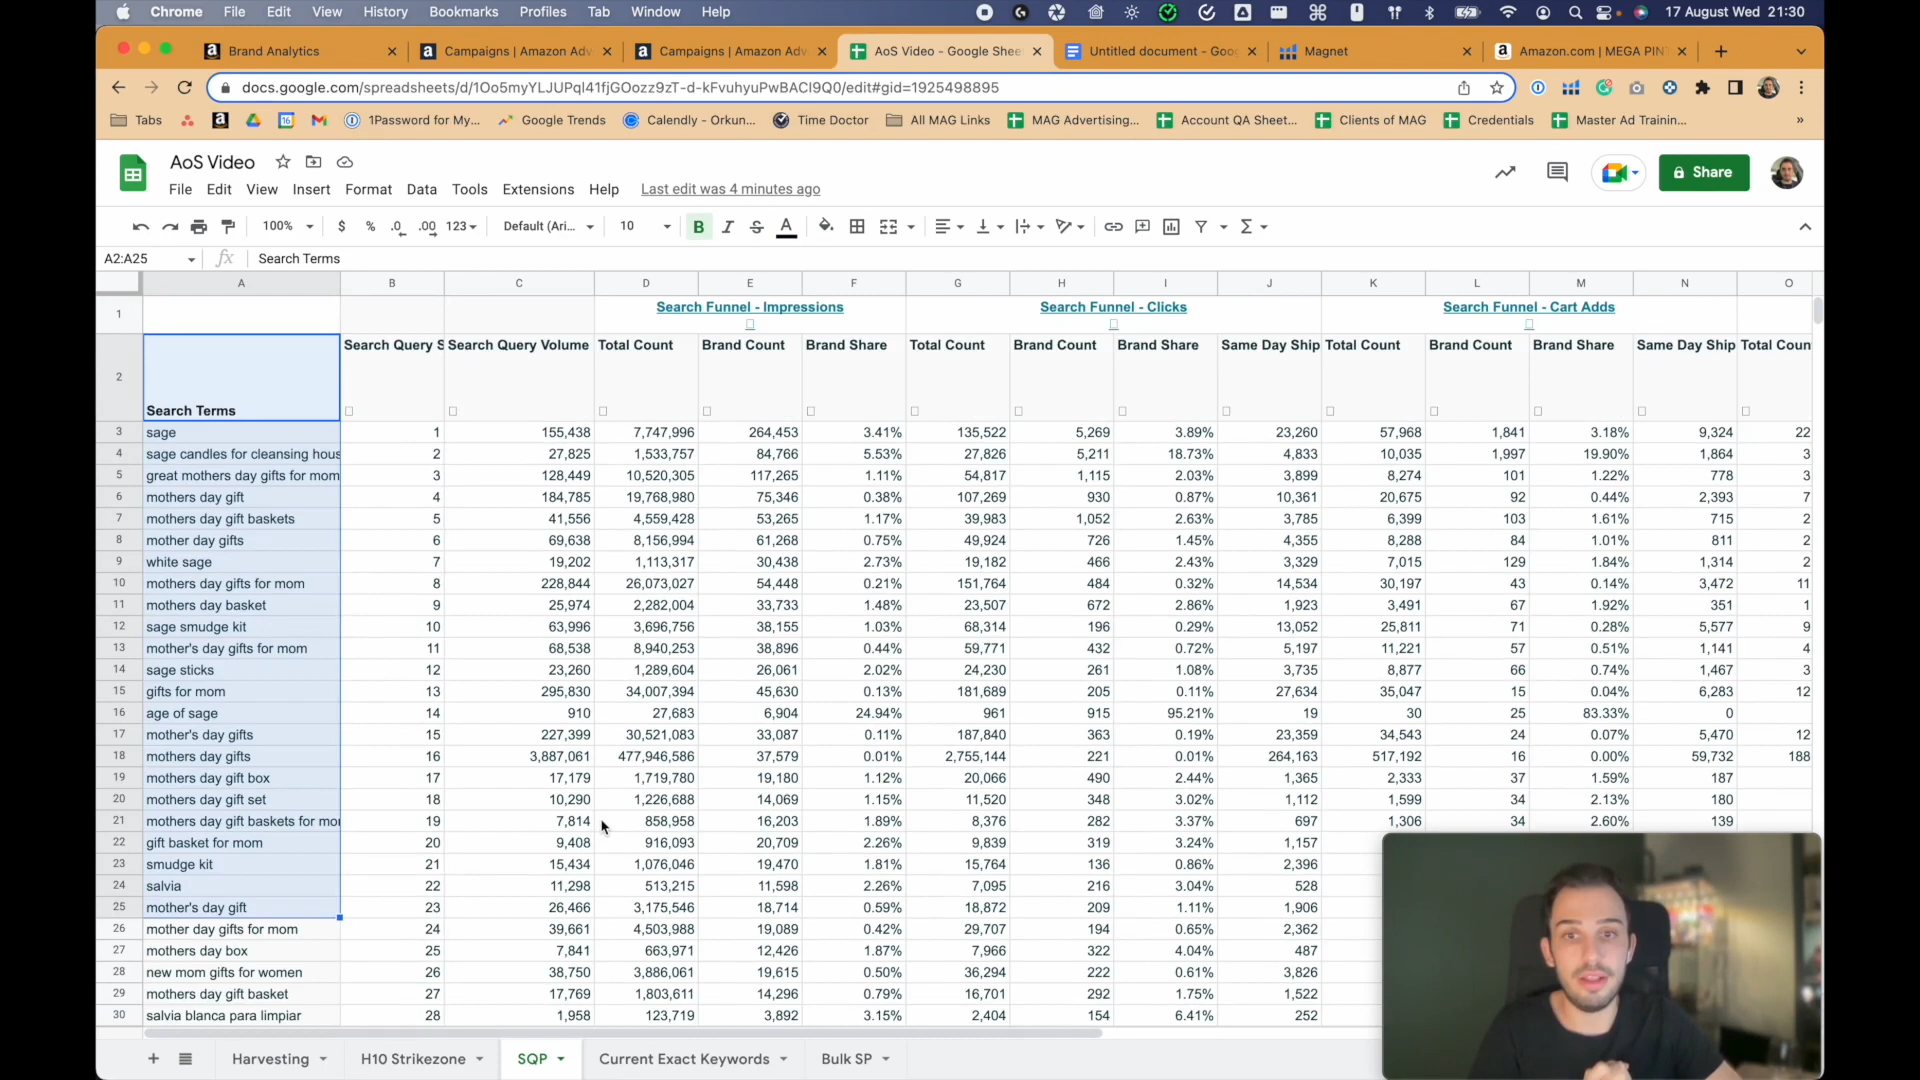 Chrome File Edit View History Bookmarks Profiles Tab Window Help 17 August Wed 21:30
Brand Analytics Campaigns | Amazon Adv Campaigns | Amazon Adv AoS Video - Google Shee Untitled document - Goo Magnet Amazon.com | MEGA PIN
docs.google.com/spreadsheets/d/1Oo5myYLJUPql41fjGOozz9zT-d-kFvuhyuPwBACI9Q0/edit#gid=1925498895
Tabs 16 1Password for My... Google Trends Calendly - Orkun... Time Doctor All MAG Links MAG Advertising... Account QA Sheet... Clients of MAG Credentials Master Ad Trainin... »
AoS Video
File Edit View Insert Format Data Tools Extensions Help Last edit was 4 minutes ago Share
100% $ % .0 .00 123 Default (Ari... 10 B I S A
A2:A25 fx Search Terms
A B C D E F G H I J K L M N O
1 Search Funnel - Impressions Search Funnel - Clicks Search Funnel - Cart Adds
2 Search Terms Search Query S Search Query Volume Total Count Brand Count Brand Share Total Count Brand Count Brand Share Same Day Ship Total Count Brand Count Brand Share Same Day Ship Total Coun
3 sage 1 155,438 7,747,996 264,453 3.41% 135,522 5,269 3.89% 23,260 57,968 1,841 3.18% 9,324 22
4 sage candles for cleansing hous 2 27,825 1,533,757 84,766 5.53% 27,826 5,211 18.73% 4,833 10,035 1,997 19.90% 1,864 3
5 great mothers day gifts for mom 3 128,449 10,520,305 117,265 1.11% 54,817 1,115 2.03% 3,899 8,274 101 1.22% 778 3
6 mothers day gift 4 184,785 19,768,980 75,346 0.38% 107,269 930 0.87% 10,361 20,675 92 0.44% 2,393 7
7 mothers day gift baskets 5 41,556 4,559,428 53,265 1.17% 39,983 1,052 2.63% 3,785 6,399 103 1.61% 715 2
8 mother day gifts 6 69,638 8,156,994 61,268 0.75% 49,924 726 1.45% 4,355 8,288 84 1.01% 811 2
9 white sage 7 19,202 1,113,317 30,438 2.73% 19,182 466 2.43% 3,329 7,015 129 1.84% 1,314 2
10 mothers day gifts for mom 8 228,844 26,073,027 54,448 0.21% 151,764 484 0.32% 14,534 30,197 43 0.14% 3,472 11
11 mothers day basket 9 25,974 2,282,004 33,733 1.48% 23,507 672 2.86% 1,923 3,491 67 1.92% 351 1
12 sage smudge kit 10 63,996 3,696,756 38,155 1.03% 68,314 196 0.29% 13,052 25,811 71 0.28% 5,577 9
13 mother's day gifts for mom 11 68,538 8,940,253 38,896 0.44% 59,771 432 0.72% 5,197 11,221 57 0.51% 1,141 4
14 sage sticks 12 23,260 1,289,604 26,061 2.02% 24,230 261 1.08% 3,735 8,877 66 0.74% 1,467 3
15 gifts for mom 13 295,830 34,007,394 45,630 0.13% 181,689 205 0.11% 27,634 35,047 15 0.04% 6,283 12
16 age of sage 14 910 27,683 6,904 24.94% 961 915 95.21% 19 30 25 83.33% 0
17 mother's day gifts 15 227,399 30,521,083 33,087 0.11% 187,840 363 0.19% 23,359 34,543 24 0.07% 5,470 12
18 mothers day gifts 16 3,887,061 477,946,586 37,579 0.01% 2,755,144 221 0.01% 264,163 517,192 16 0.00% 59,732 188
19 mothers day gift box 17 17,179 1,719,780 19,180 1.12% 20,066 490 2.44% 1,365 2,333 37 1.59% 187
20 mothers day gift set 18 10,290 1,226,688 14,069 1.15% 11,520 348 3.02% 1,112 1,599 34 2.13% 180
21 mothers day gift baskets for mo 19 7,814 858,958 16,203 1.89% 8,376 282 3.37% 697 1,306 34 2.60% 139
22 gift basket for mom 20 9,408 916,093 20,709 2.26% 9,839 319 3.24% 1,157
23 smudge kit 21 15,434 1,076,046 19,470 1.81% 15,764 136 0.86% 2,396
24 salvia 22 11,298 513,215 11,598 2.26% 7,095 216 3.04% 528
25 mother's day gift 23 26,466 3,175,546 18,714 0.59% 18,872 209 1.11% 1,906
26 mother day gifts for mom 24 39,661 4,503,988 19,089 0.42% 29,707 194 0.65% 2,362
27 mothers day box 25 7,841 663,971 12,426 1.87% 7,966 322 4.04% 487
28 new mom gifts for women 26 38,750 3,886,061 19,615 0.50% 36,294 222 0.61% 3,826
29 mothers day gift basket 27 17,769 1,803,611 14,296 0.79% 16,701 292 1.75% 1,522
30 salvia blanca para limpiar 28 1,958 123,719 3,892 3.15% 2,404 154 6.41% 252
Harvesting H10 Strikezone SQP Current Exact Keywords Bulk SP